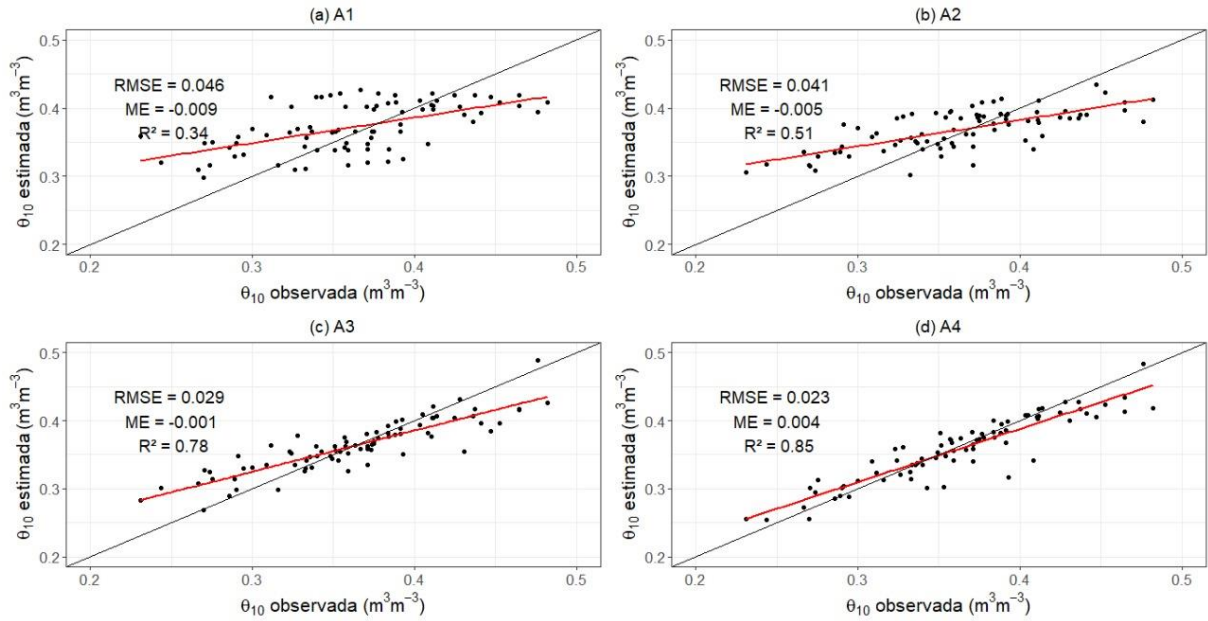 (a) A1
θ₁₀ estimada (m³m⁻³)
0.5
0.4
0.3
0.2
RMSE = 0.046
ME = -0.009
R² = 0.34
0.2 0.3 0.4 0.5
θ₁₀ observada (m³m⁻³)
(b) A2
θ₁₀ estimada (m³m⁻³)
0.5
0.4
0.3
0.2
RMSE = 0.041
ME = -0.005
R² = 0.51
0.2 0.3 0.4 0.5
θ₁₀ observada (m³m⁻³)
(c) A3
θ₁₀ estimada (m³m⁻³)
0.5
0.4
0.3
0.2
RMSE = 0.029
ME = -0.001
R² = 0.78
0.2 0.3 0.4 0.5
θ₁₀ observada (m³m⁻³)
(d) A4
θ₁₀ estimada (m³m⁻³)
0.5
0.4
0.3
0.2
RMSE = 0.023
ME = 0.004
R² = 0.85
0.2 0.3 0.4 0.5
θ₁₀ observada (m³m⁻³)